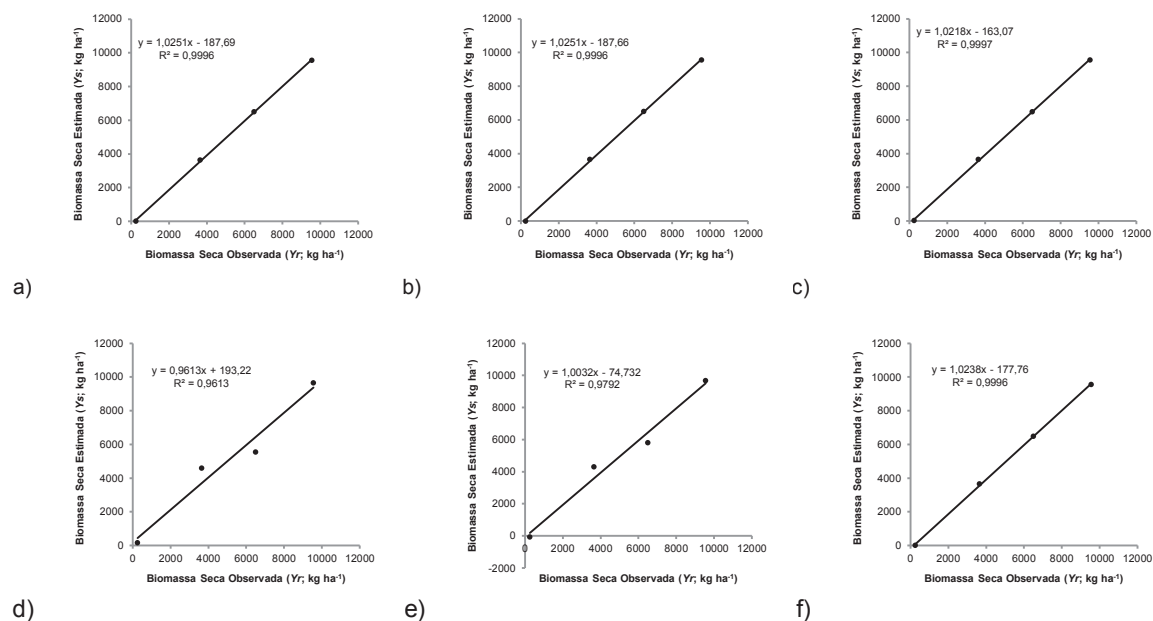 12000
10000
8000
6000
4000
2000
0
Biomassa Seca Estimada (Ys; kg ha⁻¹)
y = 1,0251x - 187,69
R² = 0,9996
0 2000 4000 6000 8000 10000 12000
Biomassa Seca Observada (Yr; kg ha⁻¹)
a)
12000
10000
8000
6000
4000
2000
0
Biomassa Seca Estimada (Ys; kg ha⁻¹)
y = 1,0251x - 187,66
R² = 0,9996
0 2000 4000 6000 8000 10000 12000
Biomassa Seca Observada (Yr; kg ha⁻¹)
b)
12000
10000
8000
6000
4000
2000
0
Biomassa Seca Estimada (Ys; kg ha⁻¹)
y = 1,0218x - 163,07
R² = 0,9997
0 2000 4000 6000 8000 10000 12000
Biomassa Seca Observada (Yr; kg ha⁻¹)
c)
12000
10000
8000
6000
4000
2000
0
Biomassa Seca Estimada (Ys; kg ha⁻¹)
y = 0,9613x + 193,22
R² = 0,9613
0 2000 4000 6000 8000 10000 12000
Biomassa Seca Observada (Yr; kg ha⁻¹)
d)
12000
10000
8000
6000
4000
2000
0
-2000
Biomassa Seca Estimada (Ys; kg ha⁻¹)
y = 1,0032x - 74,732
R² = 0,9792
0 2000 4000 6000 8000 10000 12000
Biomassa Seca Observada (Yr; kg ha⁻¹)
e)
12000
10000
8000
6000
4000
2000
0
Biomassa Seca Estimada (Ys; kg ha⁻¹)
y = 1,0238x - 177,76
R² = 0,9996
0 2000 4000 6000 8000 10000 12000
Biomassa Seca Observada (Yr; kg ha⁻¹)
f)